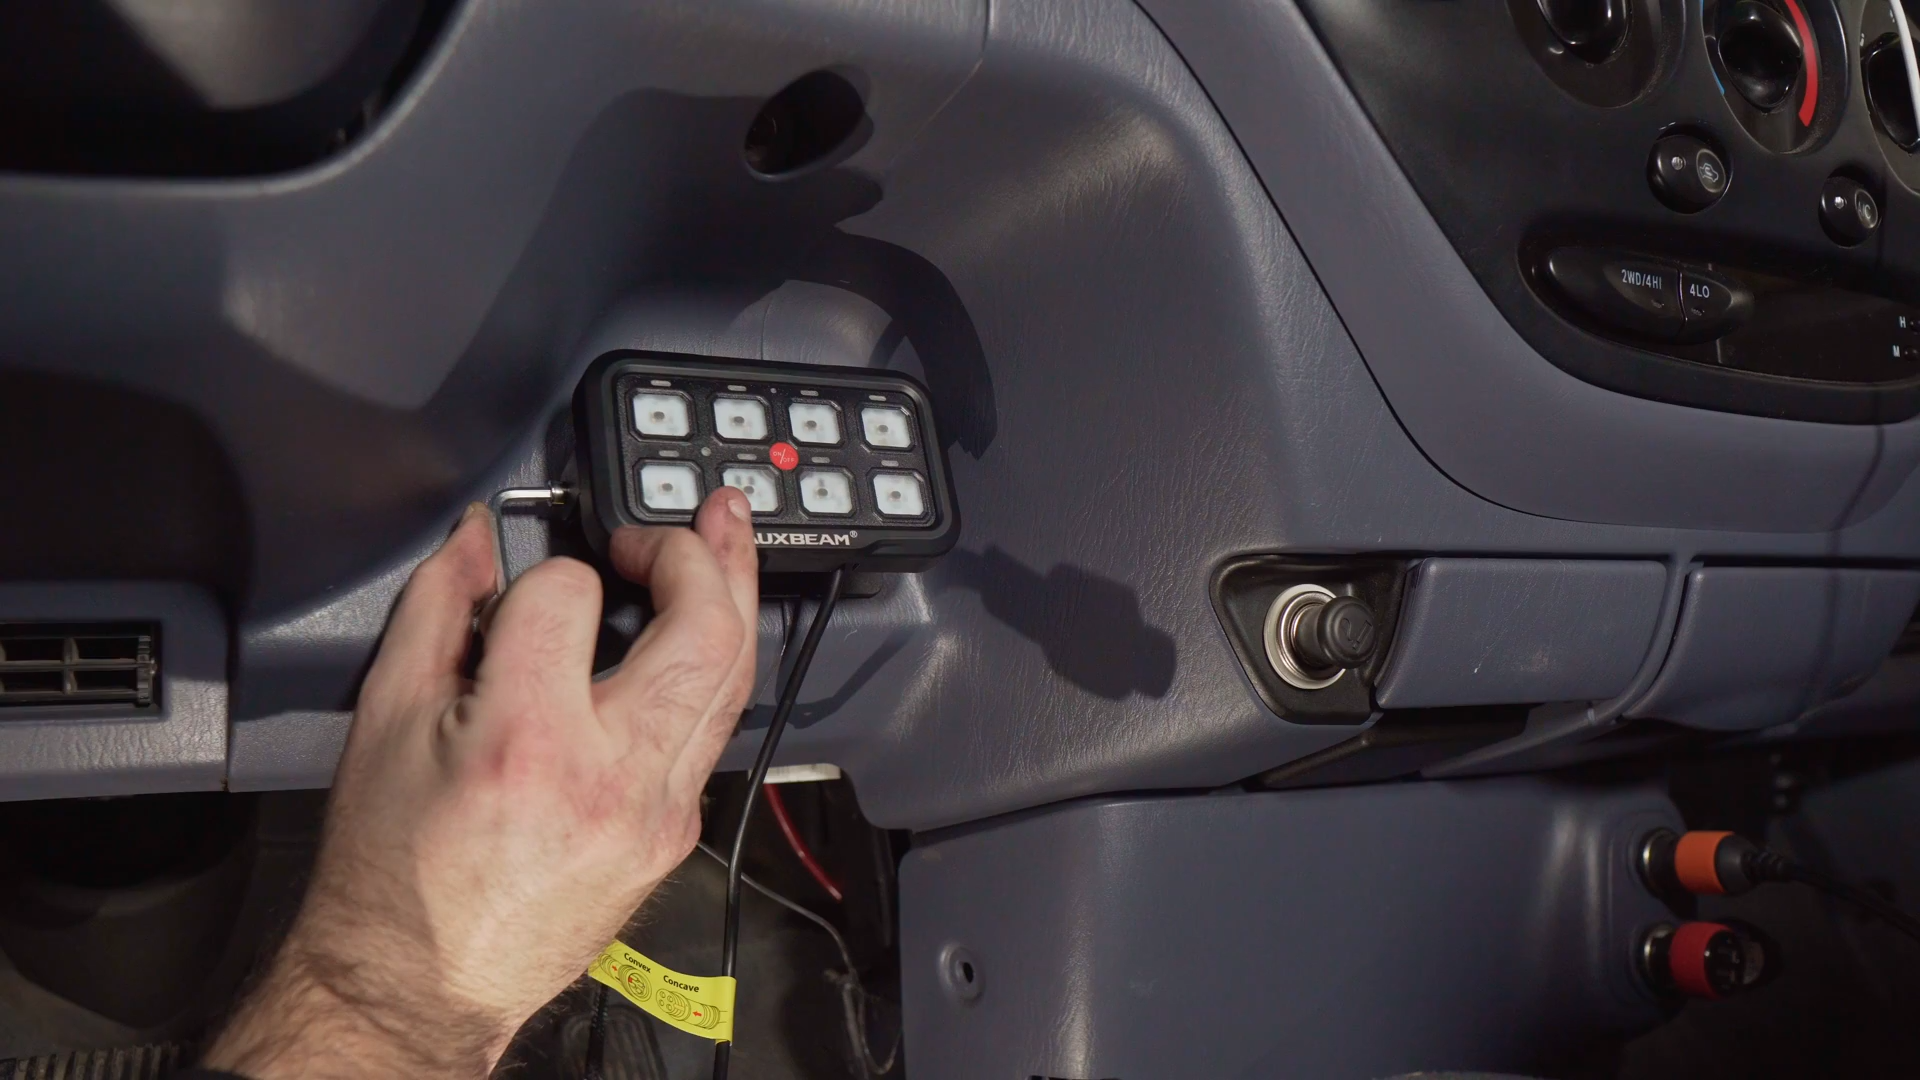 2WD/4HI
4LO
H
M
ON/OFF
AUXBEAM®
Convex
Concave